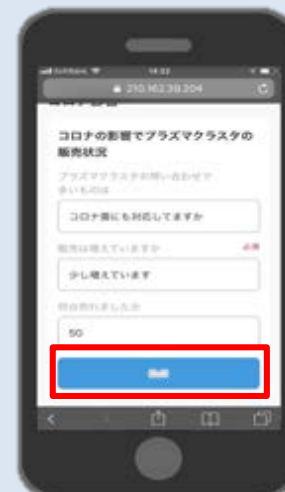 14:32
210.162.38.204
コロナの影響でプラズマクラスタの
販売状況
プラズマクラスタの問い合わせで
多いものは
コロナ菌にも対応してますか
販売は増えていますか
少し増えています
何台売れましたか
50